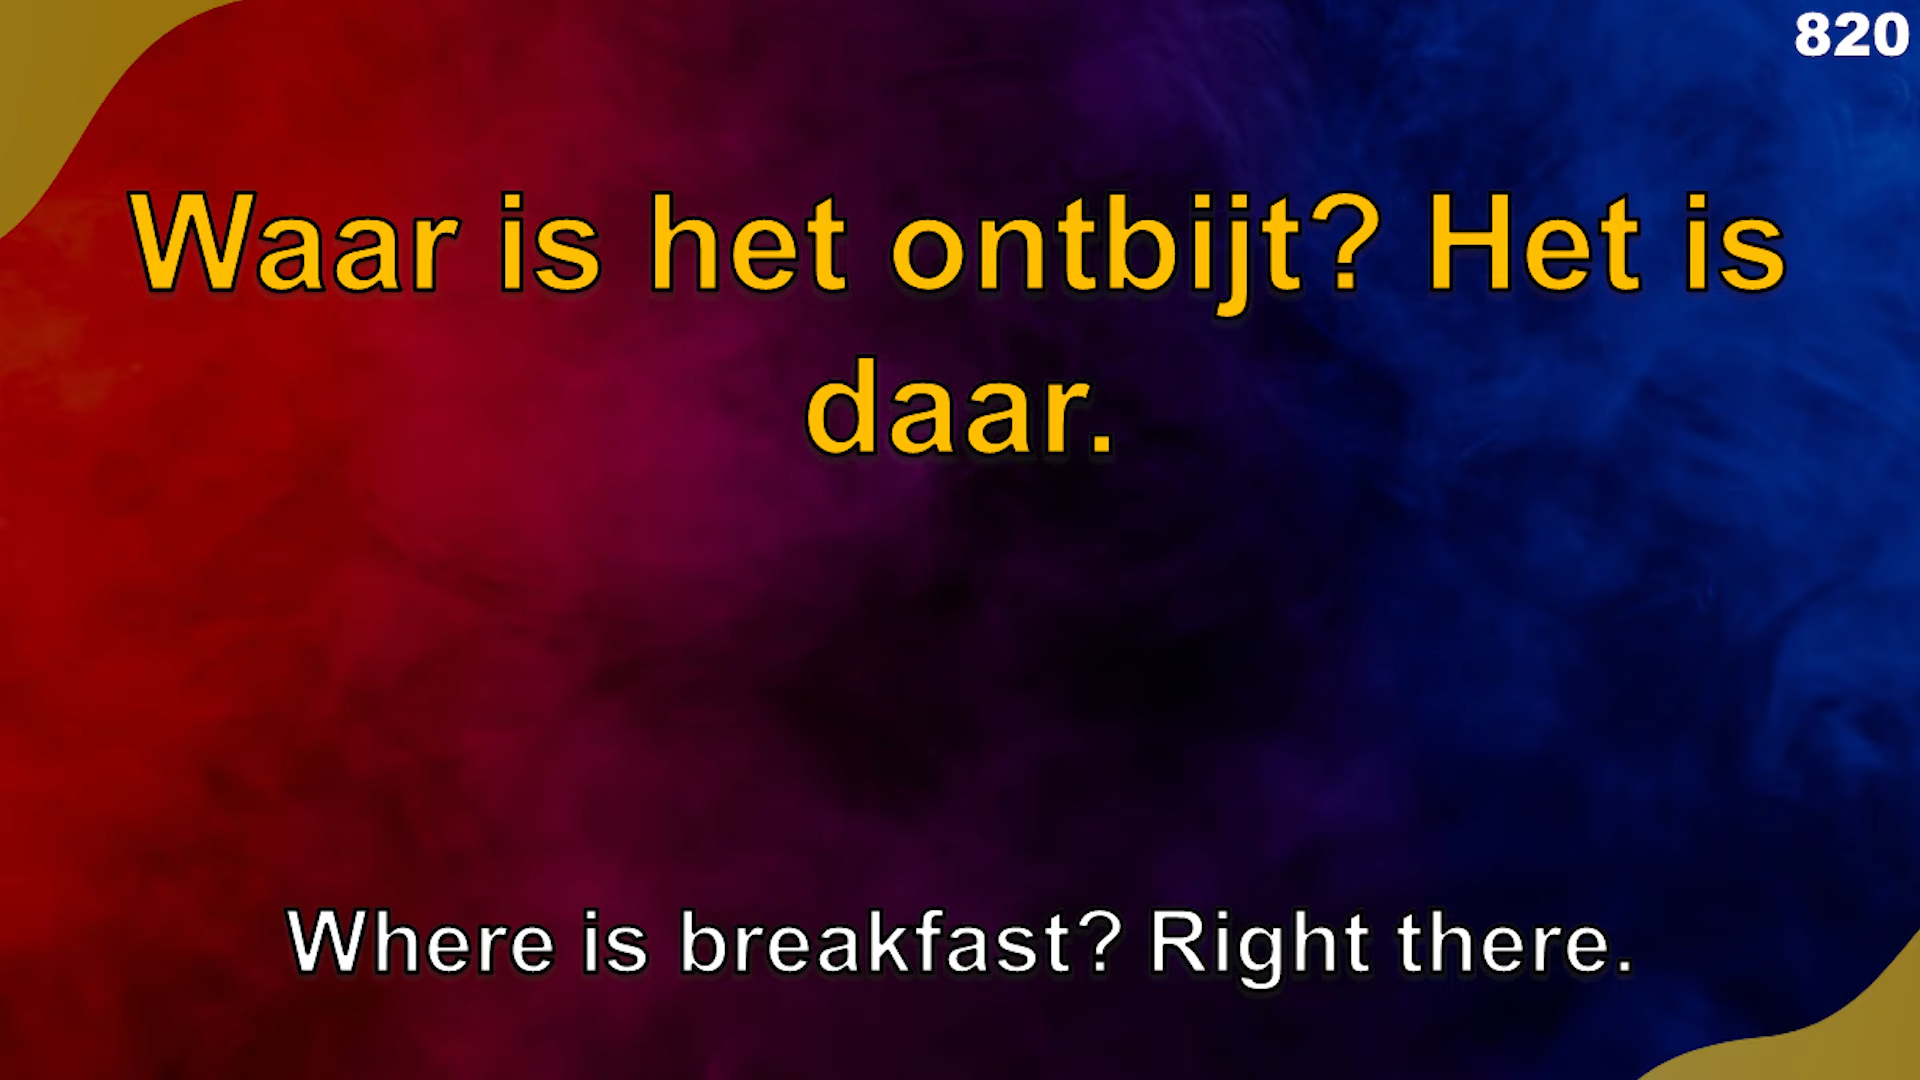 820
Waar is het ontbijt? Het is
daar.
Where is breakfast? Right there.